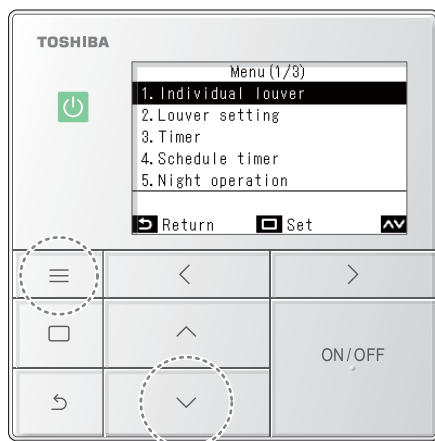 TOSHIBA
Menu(1/3)
1.Individual louver
2.Louver setting
3.Timer
4.Schedule timer
5.Night operation
Return Set
ON/OFF